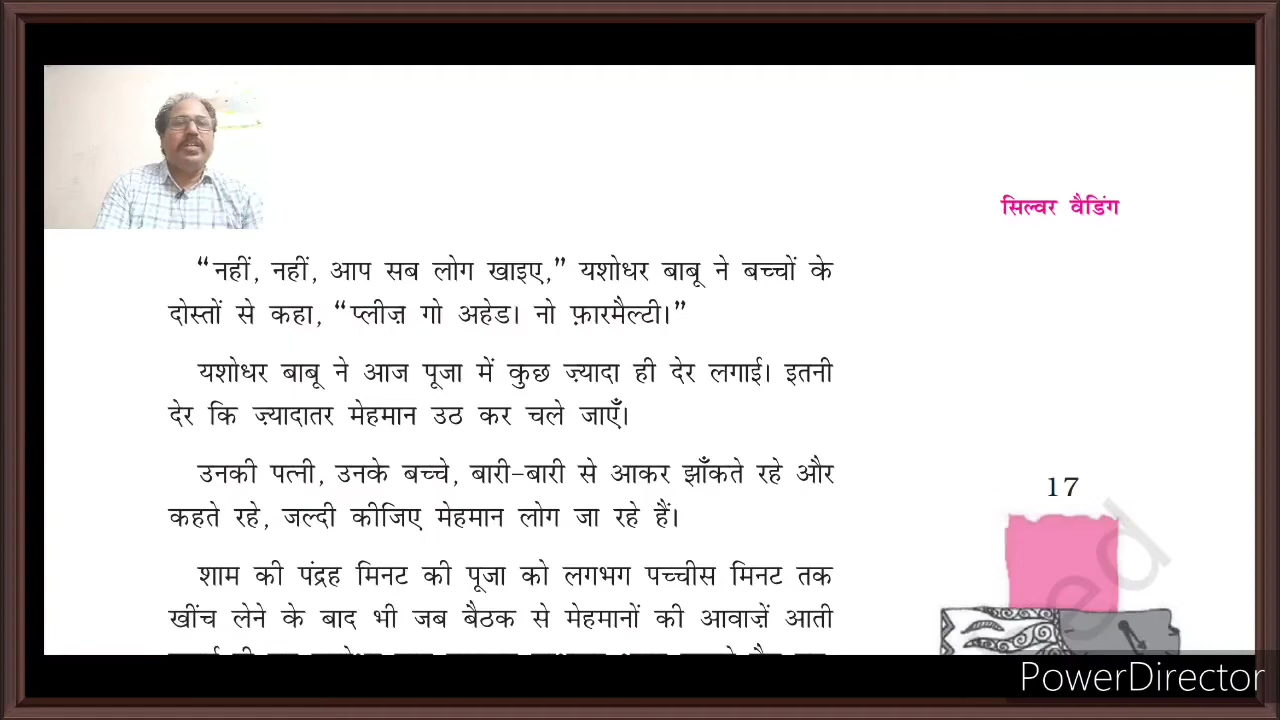 सिल्वर वैडिंग
“नहीं, नहीं, आप सब लोग खाइए,” यशोधर बाबू ने बच्चों के
दोस्तों से कहा, “प्लीज़ गो अहेड। नो फ़ारमैल्टी।”
यशोधर बाबू ने आज पूजा में कुछ ज़्यादा ही देर लगाई। इतनी
देर कि ज़्यादातर मेहमान उठ कर चले जाएँ।
उनकी पत्नी, उनके बच्चे, बारी-बारी से आकर झाँकते रहे और
कहते रहे, जल्दी कीजिए मेहमान लोग जा रहे हैं।
शाम की पंद्रह मिनट की पूजा को लगभग पच्चीस मिनट तक
खींच लेने के बाद भी जब बैठक से मेहमानों की आवाज़ें आती
17
ed
PowerDirector